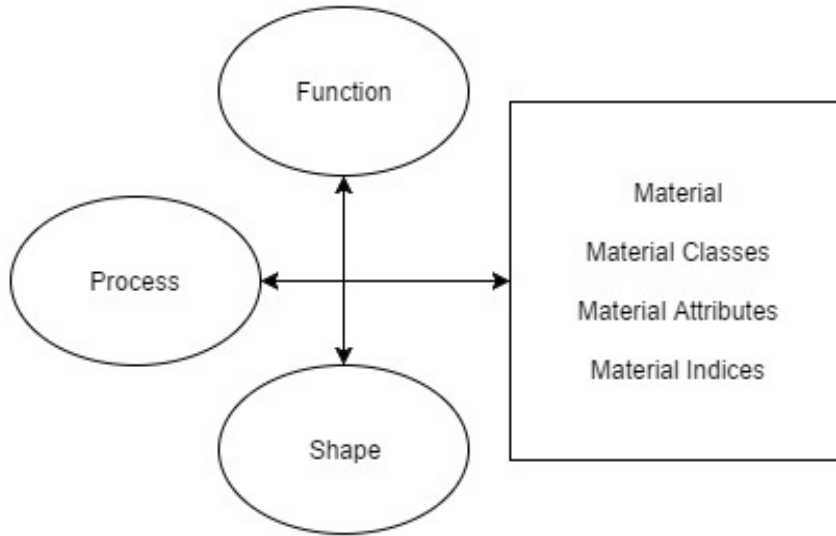 Function
Process
Shape
Material
Material Classes
Material Attributes
Material Indices